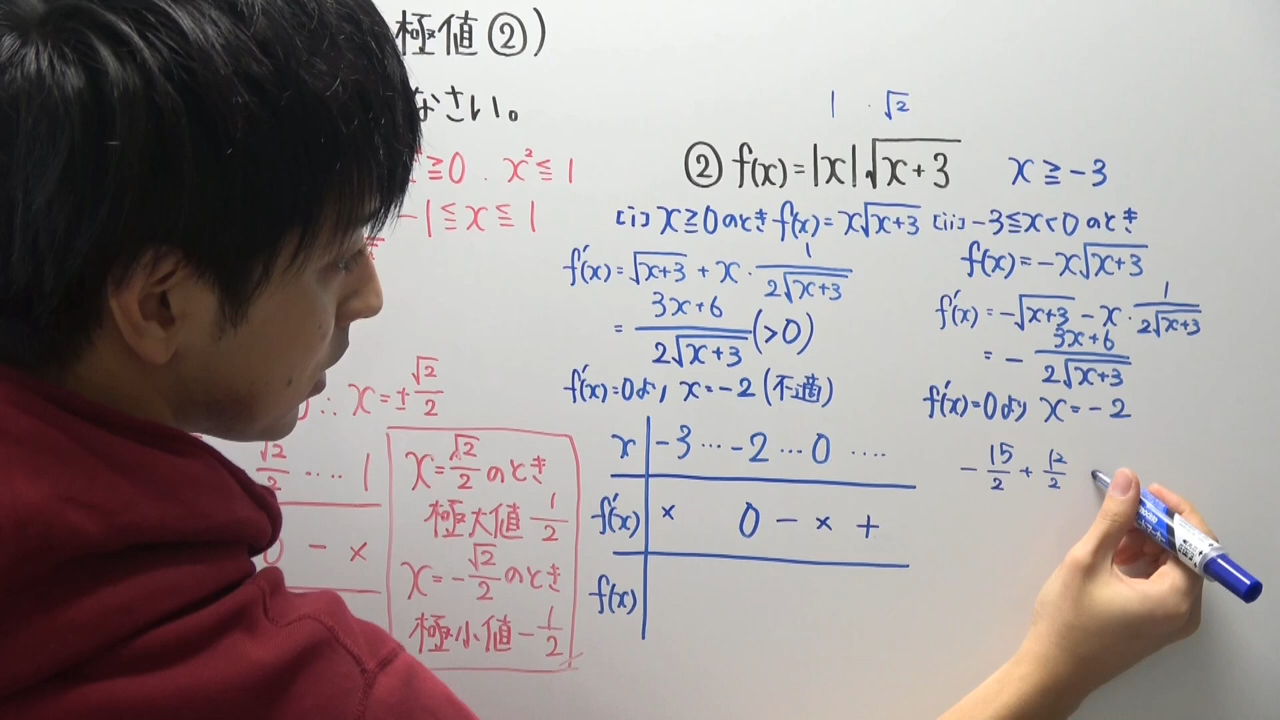 極値②)
なさい。
²≧0 . x²≦1
-1≦x≦1
∴x=±√2/2
√2/2 …. 1
0 - ×
x=√2/2のとき
極大値 1/2
x=-√2/2のとき
極小値-1/2
1 · √2
② f(x)=|x|√x+3 x≧-3
[i] x≧0のとき f(x)=x√x+3
f'(x)=√x+3 + x · 1/2√x+3
= 3x+6/2√x+3 (>0)
f'(x)=0より x=-2 (不適)
[ii] -3≦x<0のとき
f(x)=-x√x+3
f'(x)=-√x+3 - x · 1/2√x+3
= - 3x+6/2√x+3
f'(x)=0より x=-2
- 15/2 + 12/2
x -3 … -2 … 0 ….
f'(x) × 0 - × +
f(x)